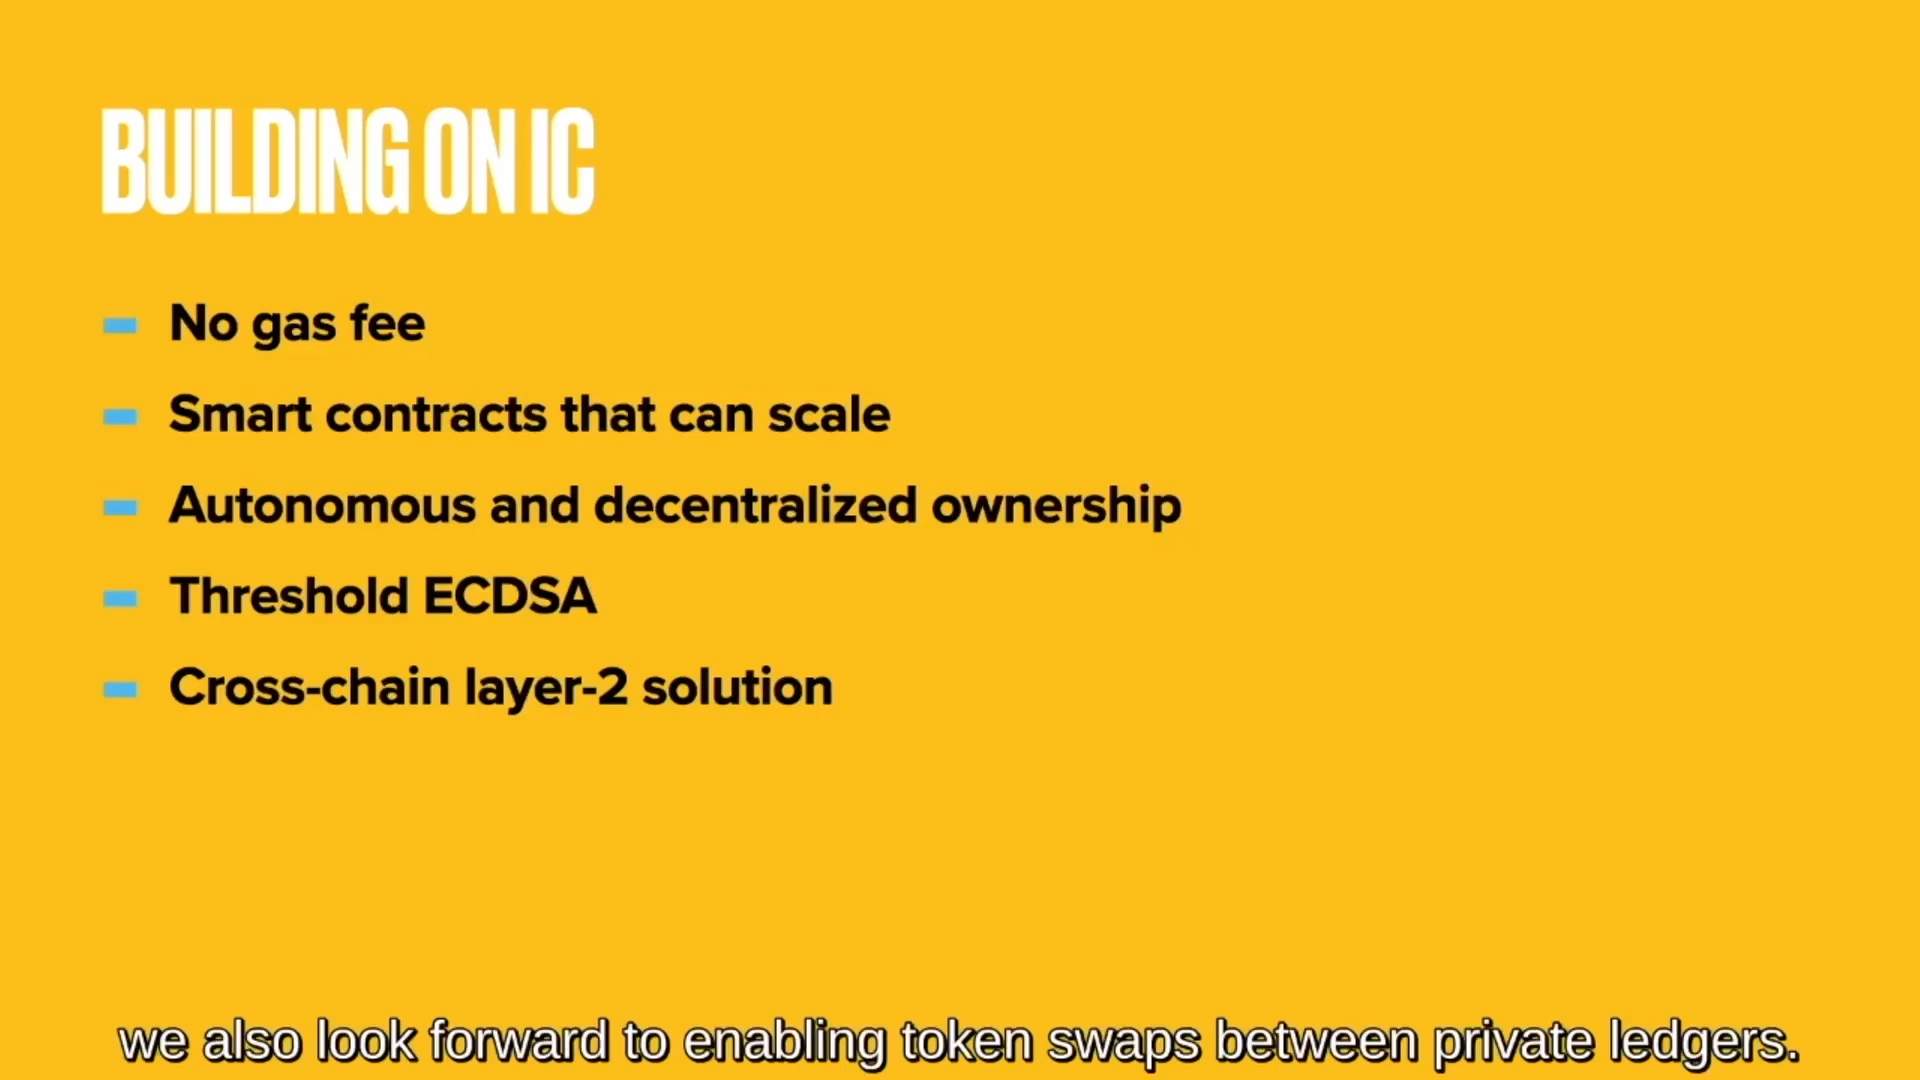 BUILDING ON IC
No gas fee
Smart contracts that can scale
Autonomous and decentralized ownership
Threshold ECDSA
Cross-chain layer-2 solution
we also look forward to enabling token swaps between private ledgers.